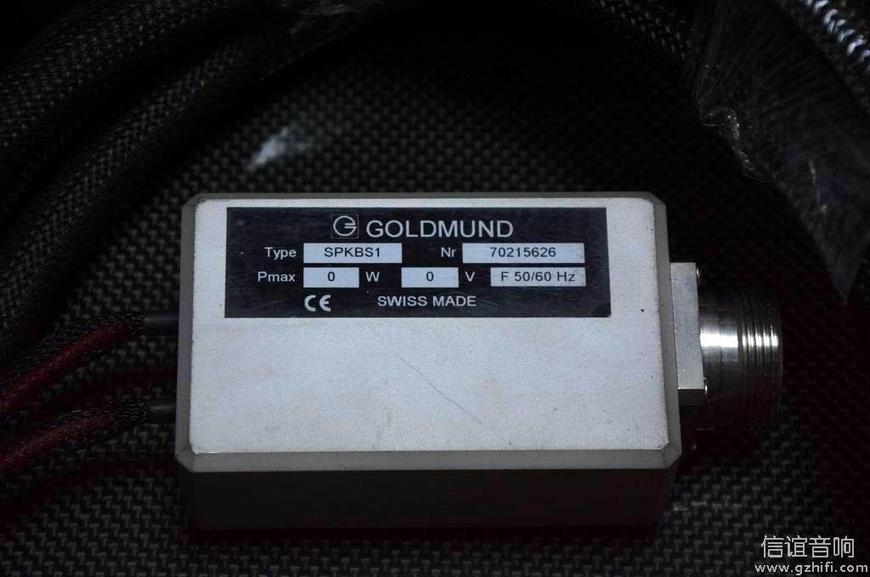 GOLDMUND
Type SPKBS1 Nr 70215626
Pmax 0 W 0 V F 50/60 Hz
CE SWISS MADE
信谊音响
www.gzhifi.com